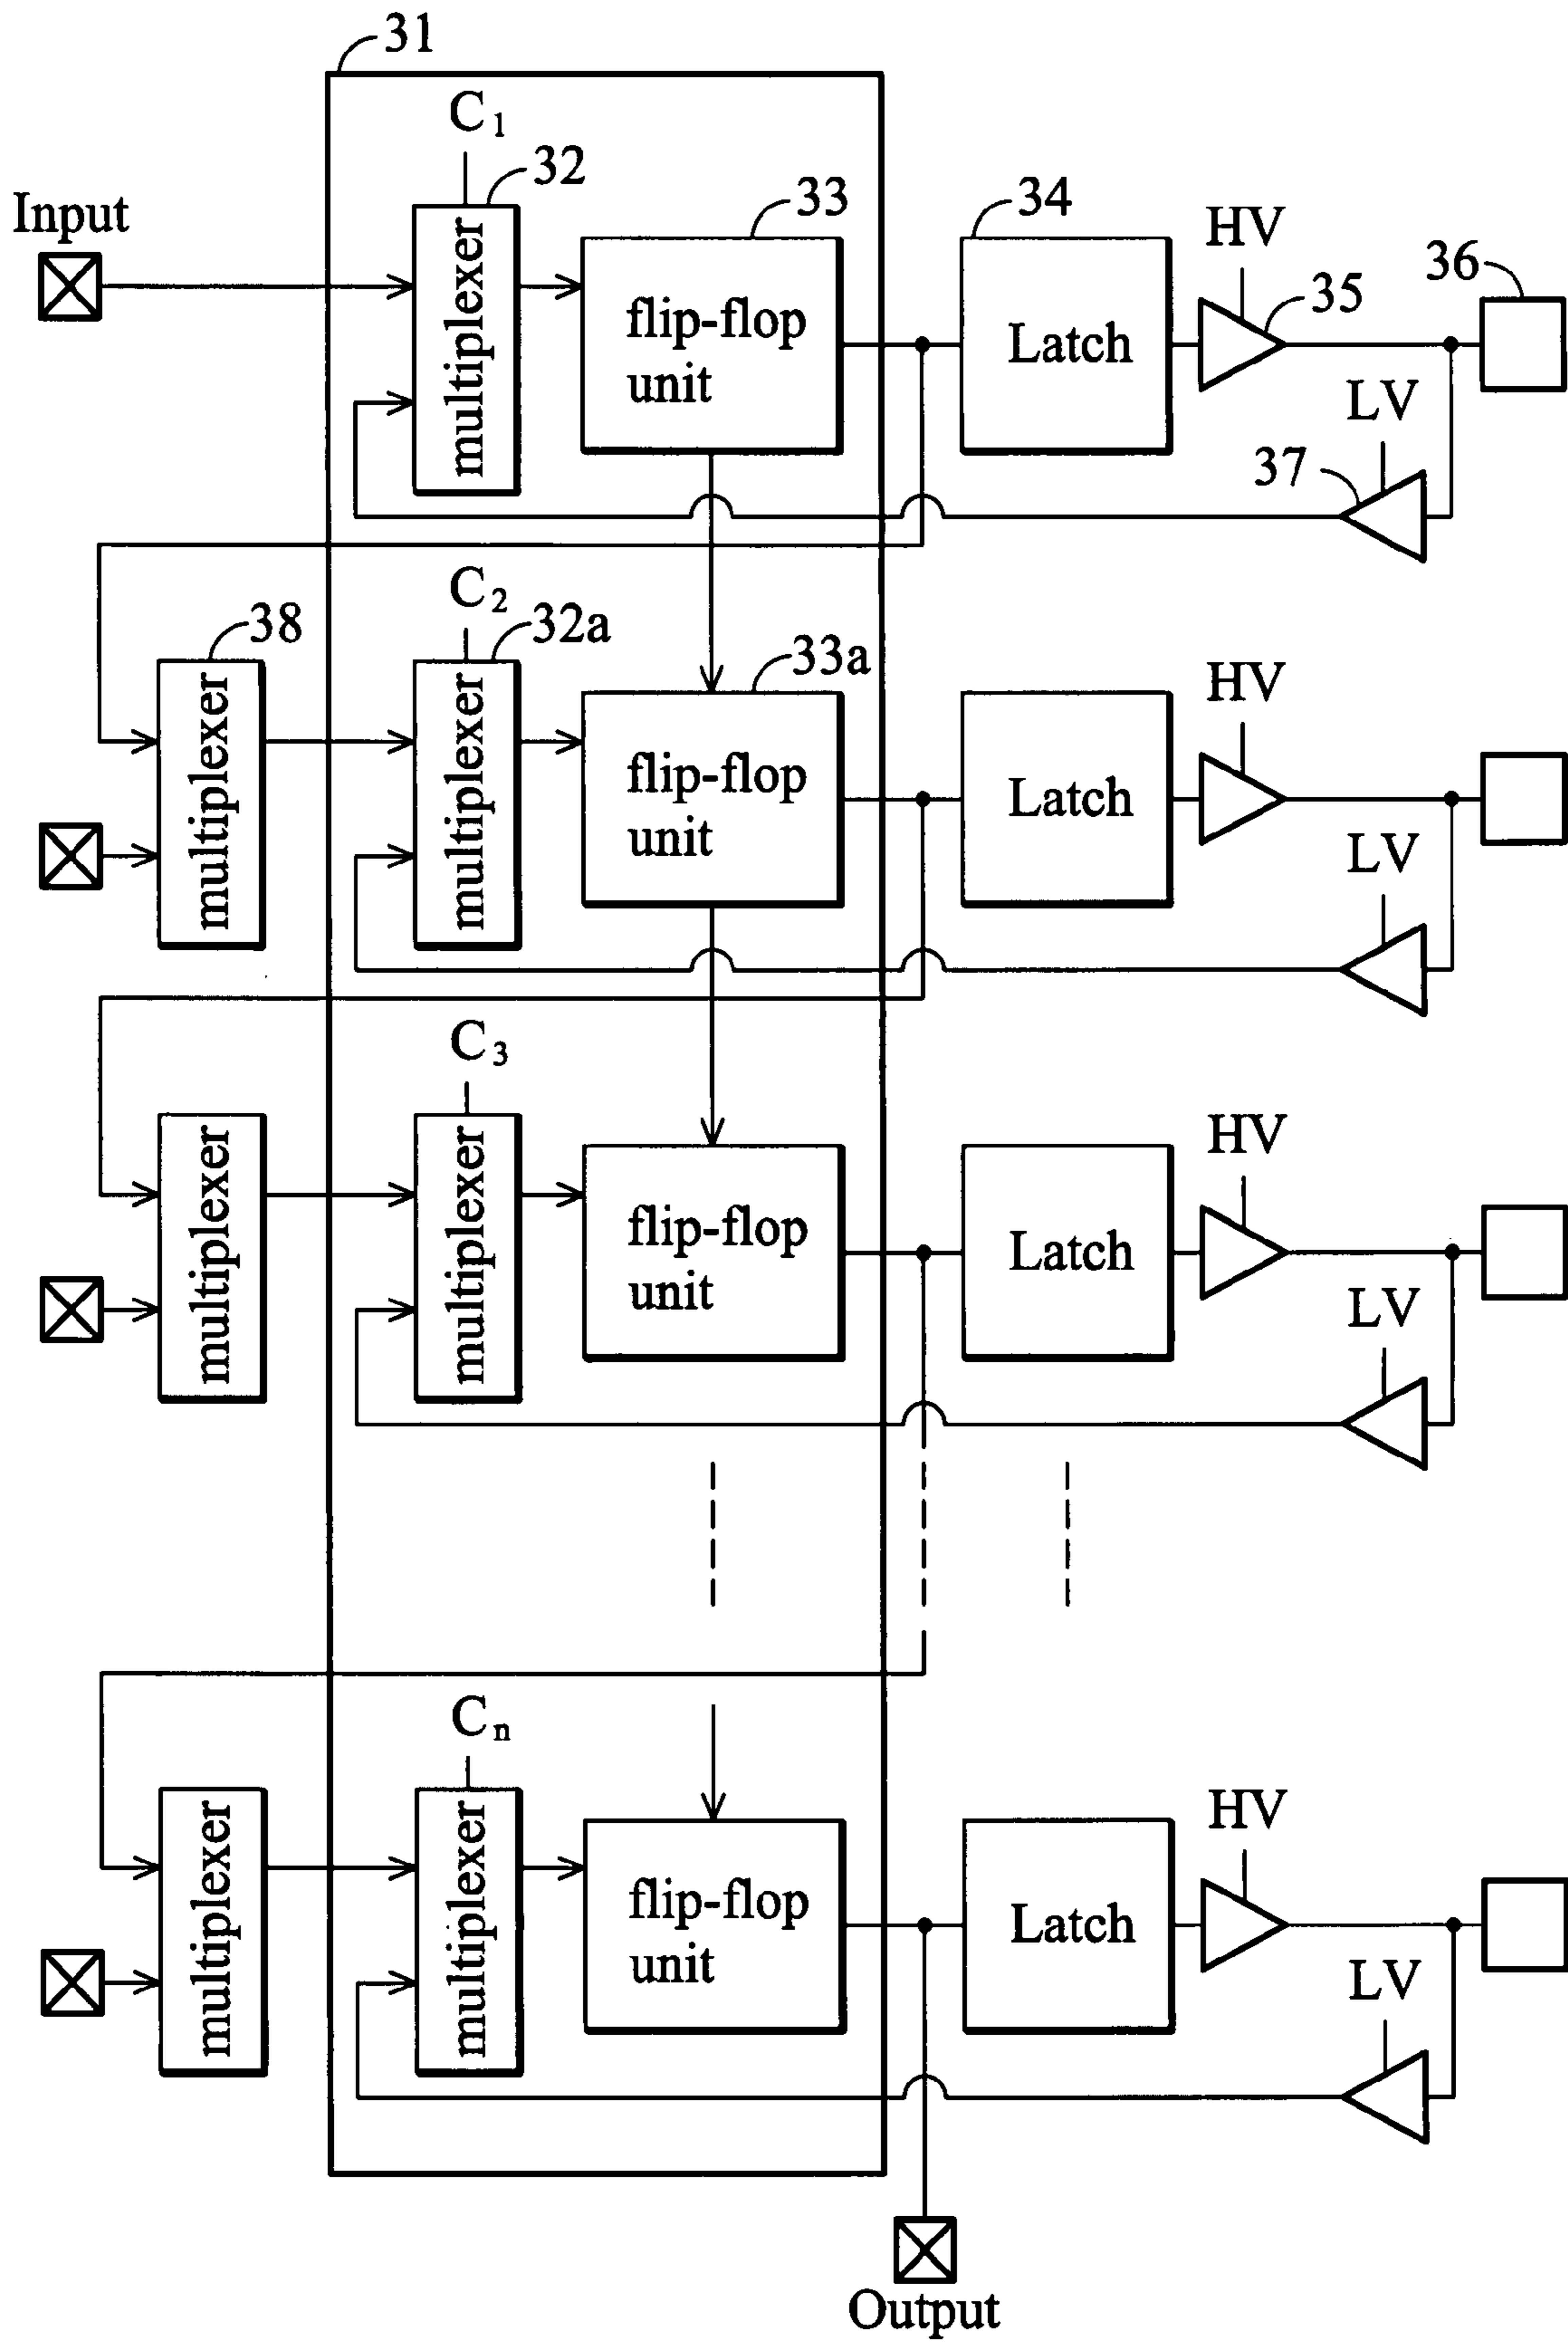 31
C1
32
33
34
HV
35
36
Input
multiplexer
flip-flop
unit
Latch
LV
37
C2
38
32a
33a
HV
multiplexer
multiplexer
flip-flop
unit
Latch
LV
C3
HV
multiplexer
multiplexer
flip-flop
unit
Latch
LV
Cn
HV
multiplexer
multiplexer
flip-flop
unit
Latch
LV
Output